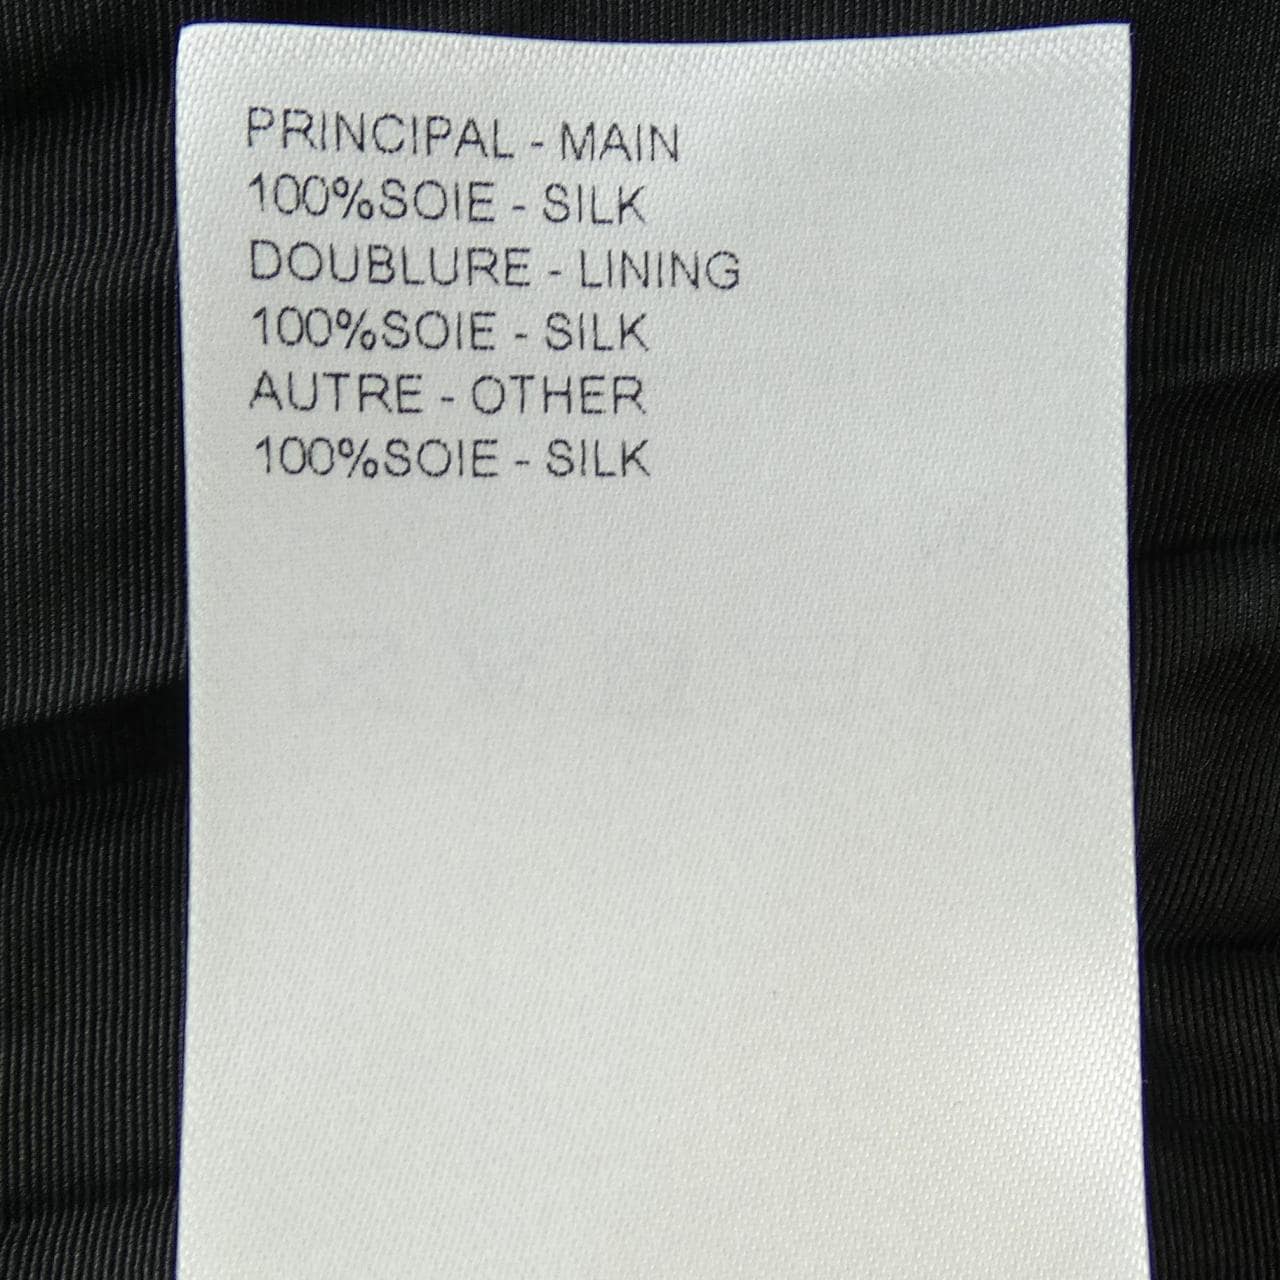 PRINCIPAL - MAIN
100%SOIE - SILK
DOUBLURE - LINING
100%SOIE - SILK
AUTRE - OTHER
100%SOIE - SILK